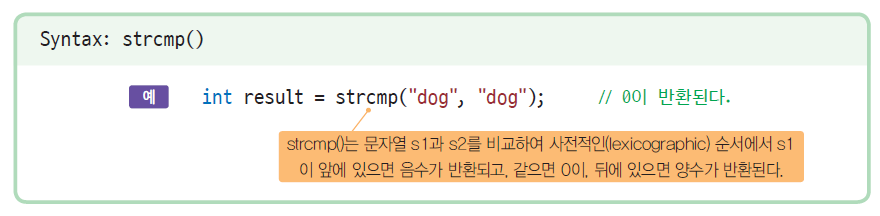 Syntax: strcmp()
예 int result = strcmp("dog", "dog"); // 0이 반환된다.
strcmp()는 문자열 s1과 s2를 비교하여 사전적인(lexicographic) 순서에서 s1
이 앞에 있으면 음수가 반환되고, 같으면 0이, 뒤에 있으면 양수가 반환된다.